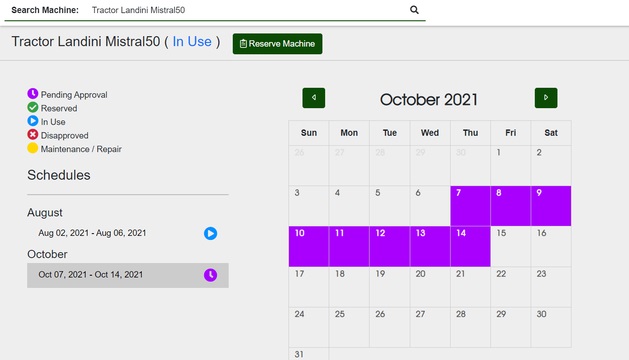 Search Machine: Tractor Landini Mistral50
Tractor Landini Mistral50 ( In Use ) Reserve Machine
Pending Approval
Reserved
In Use
Disapproved
Maintenance / Repair
Schedules
August
Aug 02, 2021 - Aug 06, 2021
October
Oct 07, 2021 - Oct 14, 2021
October 2021
Sun Mon Tue Wed Thu Fri Sat
26 27 28 29 30 1 2
3 4 5 6 7 8 9
10 11 12 13 14 15 16
17 18 19 20 21 22 23
24 25 26 27 28 29 30
31